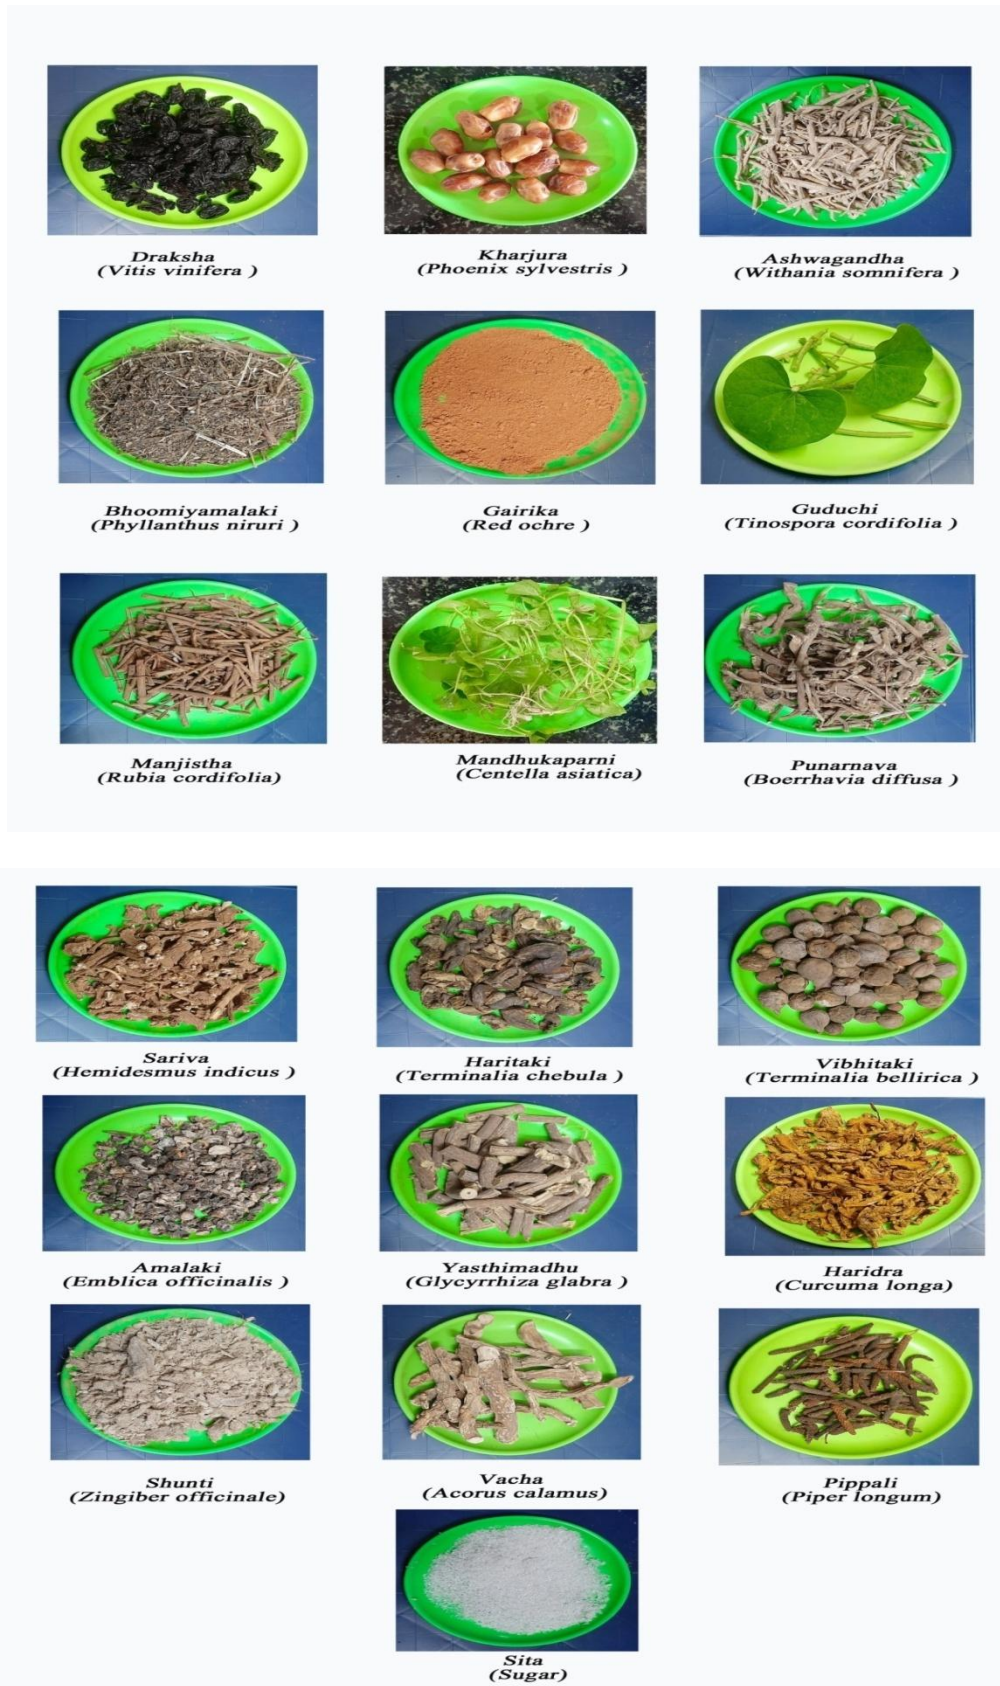 Draksha
(Vitis vinifera )
Kharjura
(Phoenix sylvestris )
Ashwagandha
(Withania somnifera )
Bhoomiyamalaki
(Phyllanthus niruri )
Gairika
(Red ochre )
Guduchi
(Tinospora cordifolia )
Manjistha
(Rubia cordifolia)
Mandhukaparni
(Centella asiatica)
Punarnava
(Boerrhavia diffusa )
Sariva
(Hemidesmus indicus )
Haritaki
(Terminalia chebula )
Vibhitaki
(Terminalia bellirica )
Amalaki
(Emblica officinalis )
Yasthimadhu
(Glycyrrhiza glabra )
Haridra
(Curcuma longa)
Shunti
(Zingiber officinale)
Vacha
(Acorus calamus)
Pippali
(Piper longum)
Sita
(Sugar)